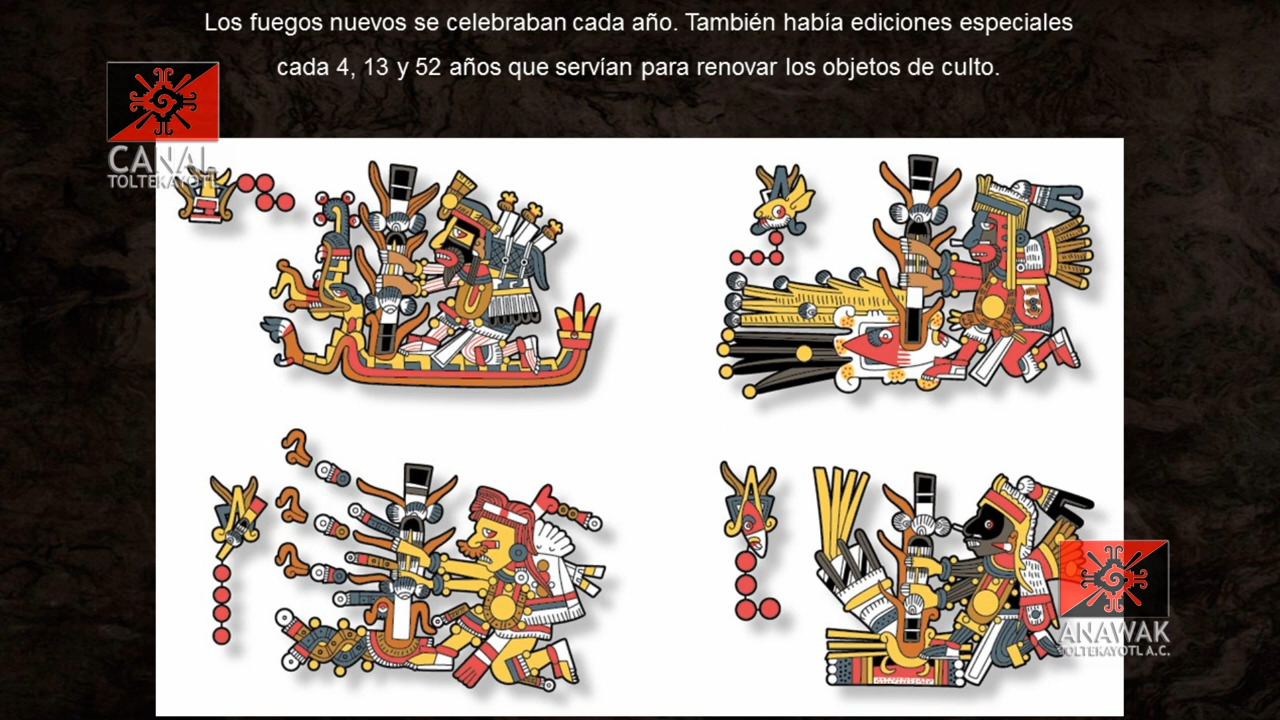 Los fuegos nuevos se celebraban cada año. También había ediciones especiales
cada 4, 13 y 52 años que servían para renovar los objetos de culto.
CANAL
TOLTEKAYOTL
ANAWAK
TOLTEKAYOTL A.C.